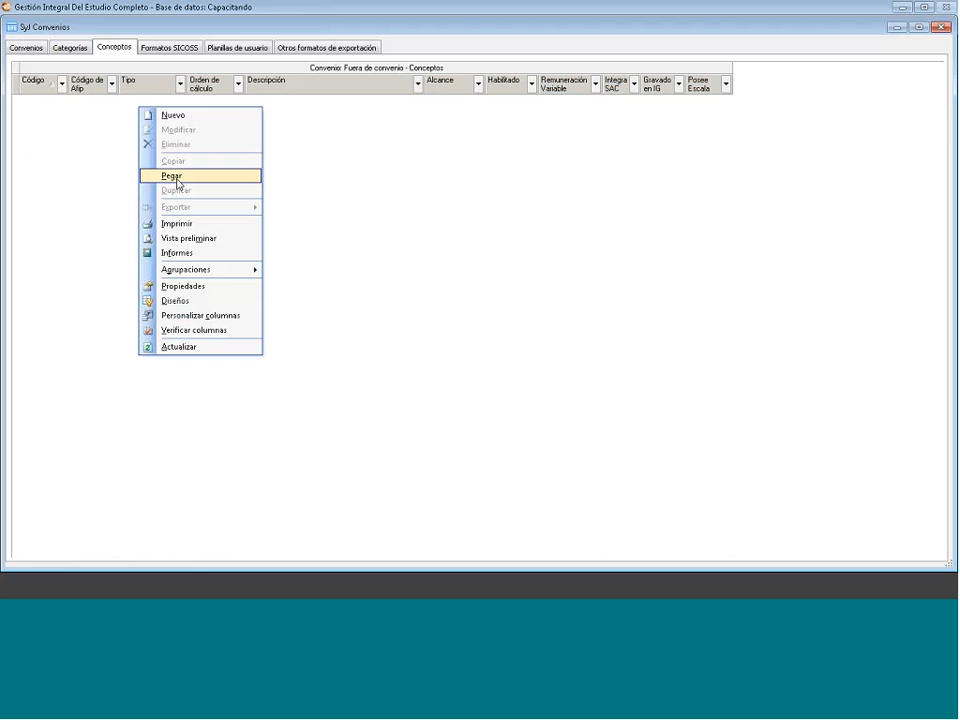 Gestión Integral Del Estudio Completo - Base de datos: Capacitando
SyJ Convenios
Convenios Categorías Conceptos Formatos SICOSS Planillas de usuario Otros formatos de exportación
Convenio: Fuera de convenio - Conceptos
Código Código de Afip Tipo Orden de cálculo Descripción Alcance Habilitado Remuneración Variable Integra SAC Gravado en IG Posee Escala
Nuevo
Modificar
Eliminar
Copiar
Pegar
Duplicar
Exportar
Imprimir
Vista preliminar
Informes
Agrupaciones
Propiedades
Diseños
Personalizar columnas
Verificar columnas
Actualizar